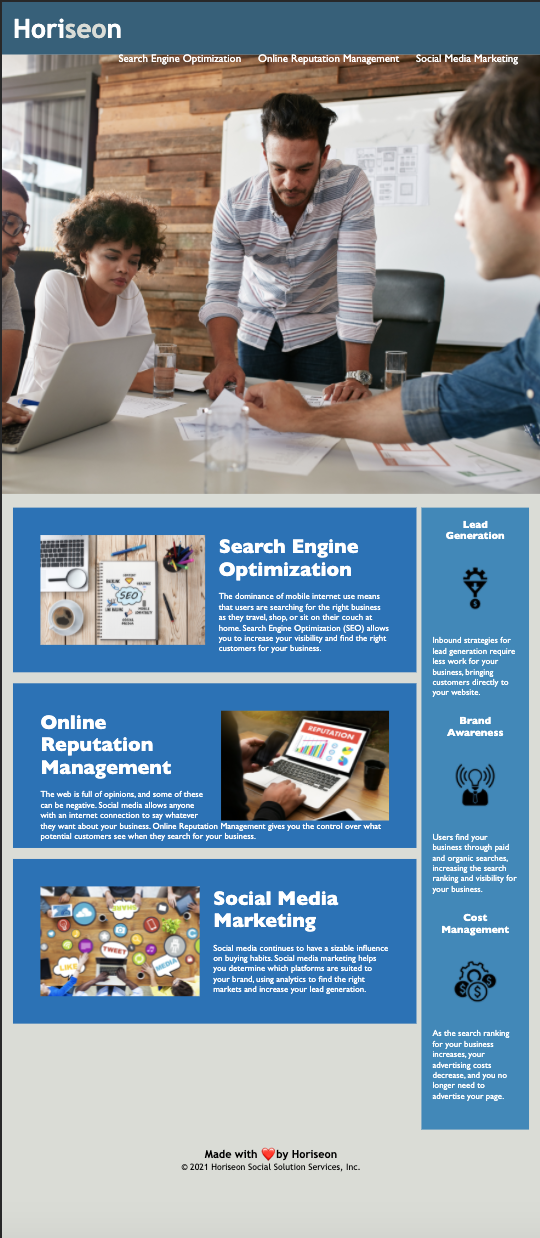 Horiseon
Search Engine Optimization Online Reputation Management Social Media Marketing
SEO
Search Engine
Optimization
The dominance of mobile internet use means
that users are searching for the right business
as they travel, shop, or sit on their couch at
home. Search Engine Optimization (SEO) allows
you to increase your visibility and find the right
customers for your business.
Online
Reputation
Management
The web is full of opinions, and some of these
can be negative. Social media allows anyone
with an internet connection to say whatever
they want about your business. Online Reputation Management gives you the control over what
potential customers see when they search for your business.
REPUTATION
SHARE
TWEET
LIKE
MEDIA
Social Media
Marketing
Social media continues to have a sizable influence
on buying habits. Social media marketing helps
you determine which platforms are suited to
your brand, using analytics to find the right
markets and increase your lead generation.
Lead
Generation
Inbound strategies for
lead generation require
less work for your
business, bringing
customers directly to
your website.
Brand
Awareness
Users find your
business through paid
and organic searches,
increasing the search
ranking and visibility for
your business.
Cost
Management
As the search ranking
for your business
increases, your
advertising costs
decrease, and you no
longer need to
advertise your page.
Made with ❤️by Horiseon
© 2021 Horiseon Social Solution Services, Inc.